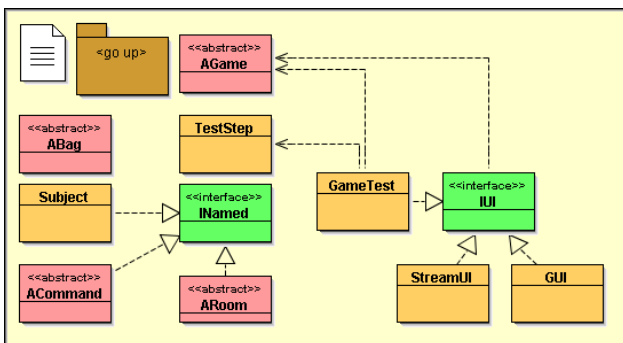 <go up>
<<abstract>>
AGame
<<abstract>>
ABag
TestStep
Subject
<<interface>>
INamed
GameTest
<<interface>>
IUI
<<abstract>>
ACommand
<<abstract>>
ARoom
StreamUI
GUI